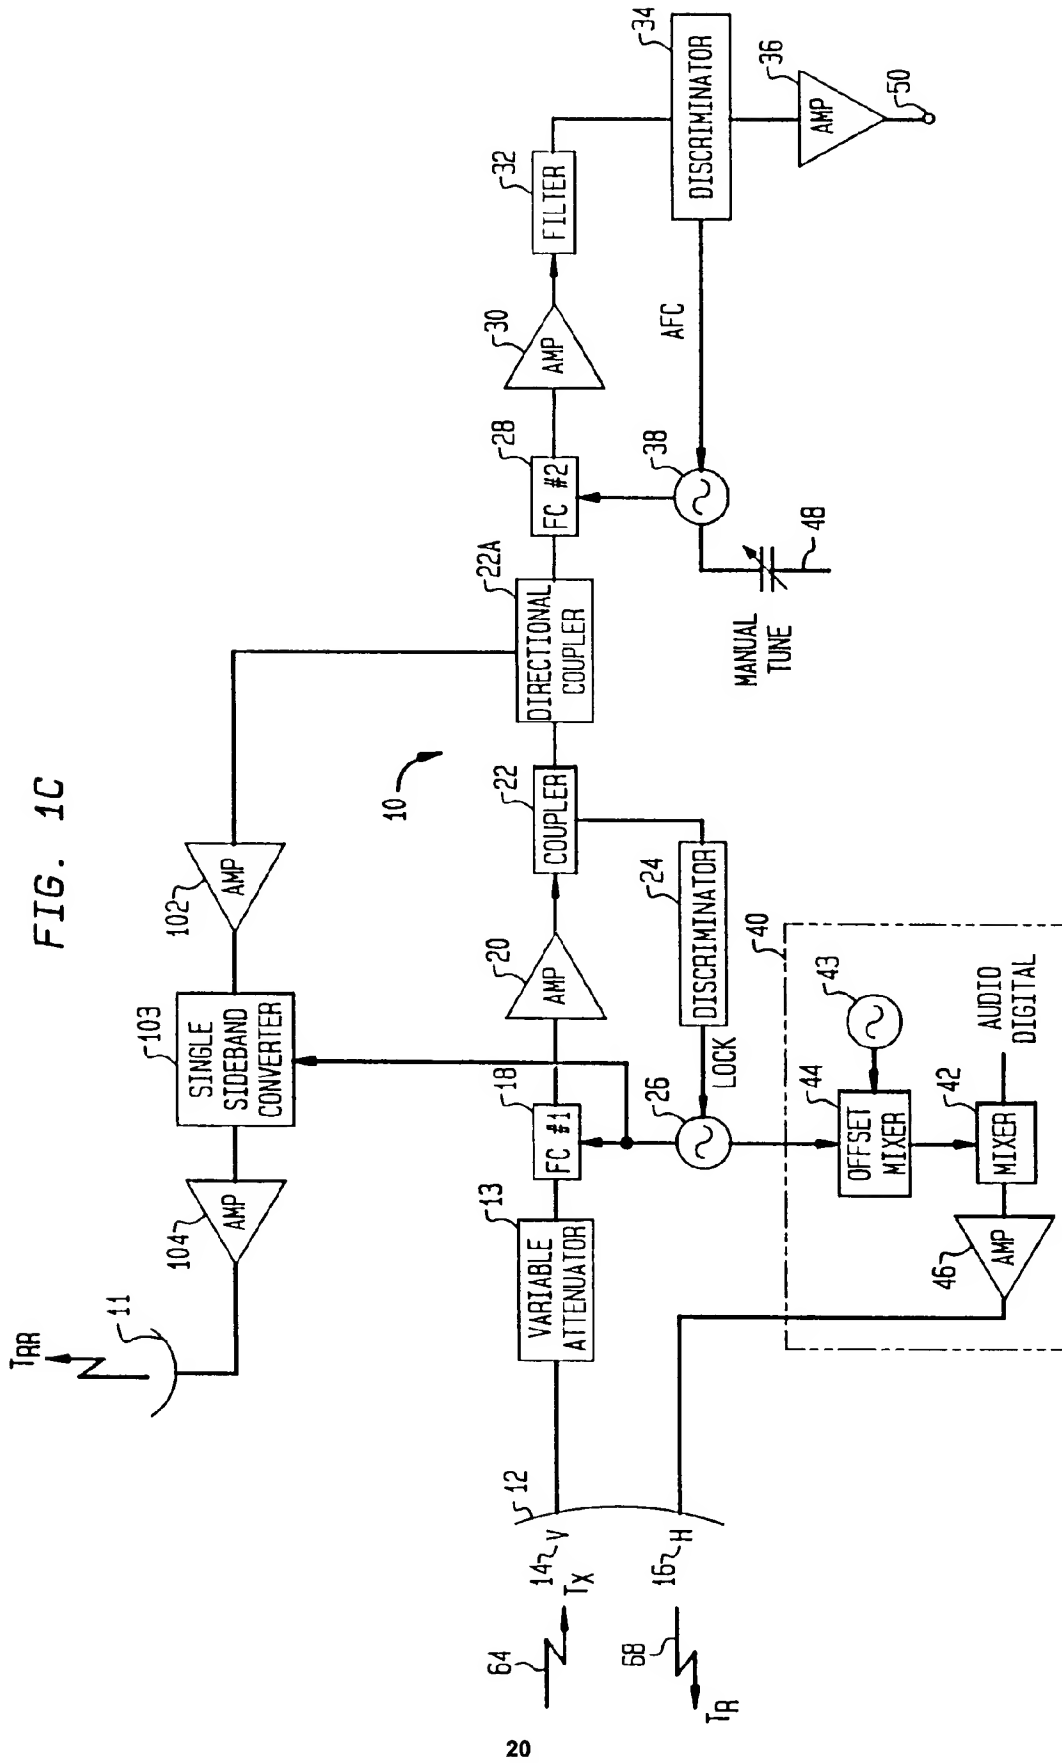 FIG. 1C
TRR
11
104
AMP
103
SINGLE
SIDEBAND
CONVERTER
102
AMP
10
64
TX
14
V
12
13
VARIABLE
ATTENUATOR
18
FC #1
20
AMP
22
COUPLER
22A
DIRECTIONAL
COUPLER
28
FC #2
30
AMP
32
FILTER
34
DISCRIMINATOR
36
AMP
50
AFC
38
MANUAL
TUNE
48
68
TR
16
H
26
LOCK
24
DISCRIMINATOR
40
43
44
OFFSET
MIXER
42
MIXER
AUDIO
DIGITAL
46
AMP
20